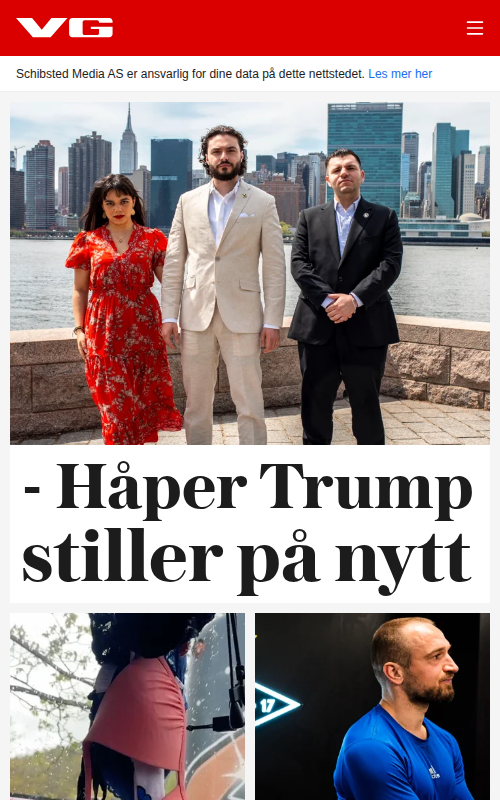 VG
Schibsted Media AS er ansvarlig for dine data på dette nettstedet. Les mer her
- Håper Trump
stiller på nytt
17